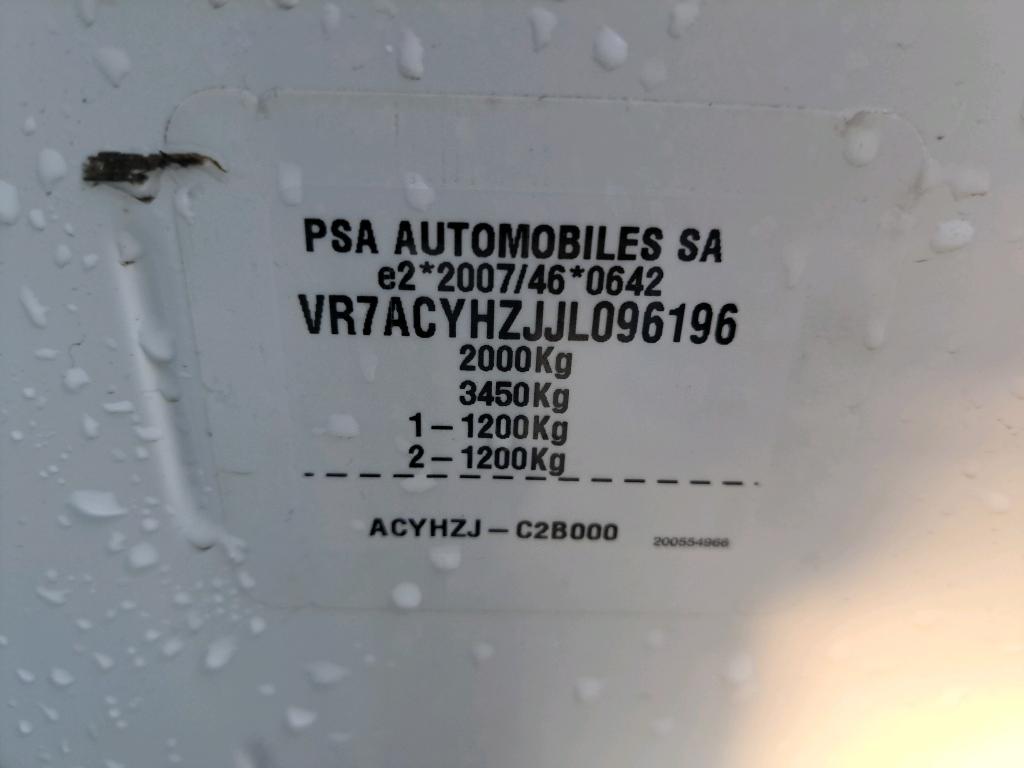 PSA AUTOMOBILES SA
e2*2007/46*0642
VR7ACYHZJJL096196
2000Kg
3450Kg
1-1200Kg
2-1200Kg
ACYHZJ-C2B000 200554966